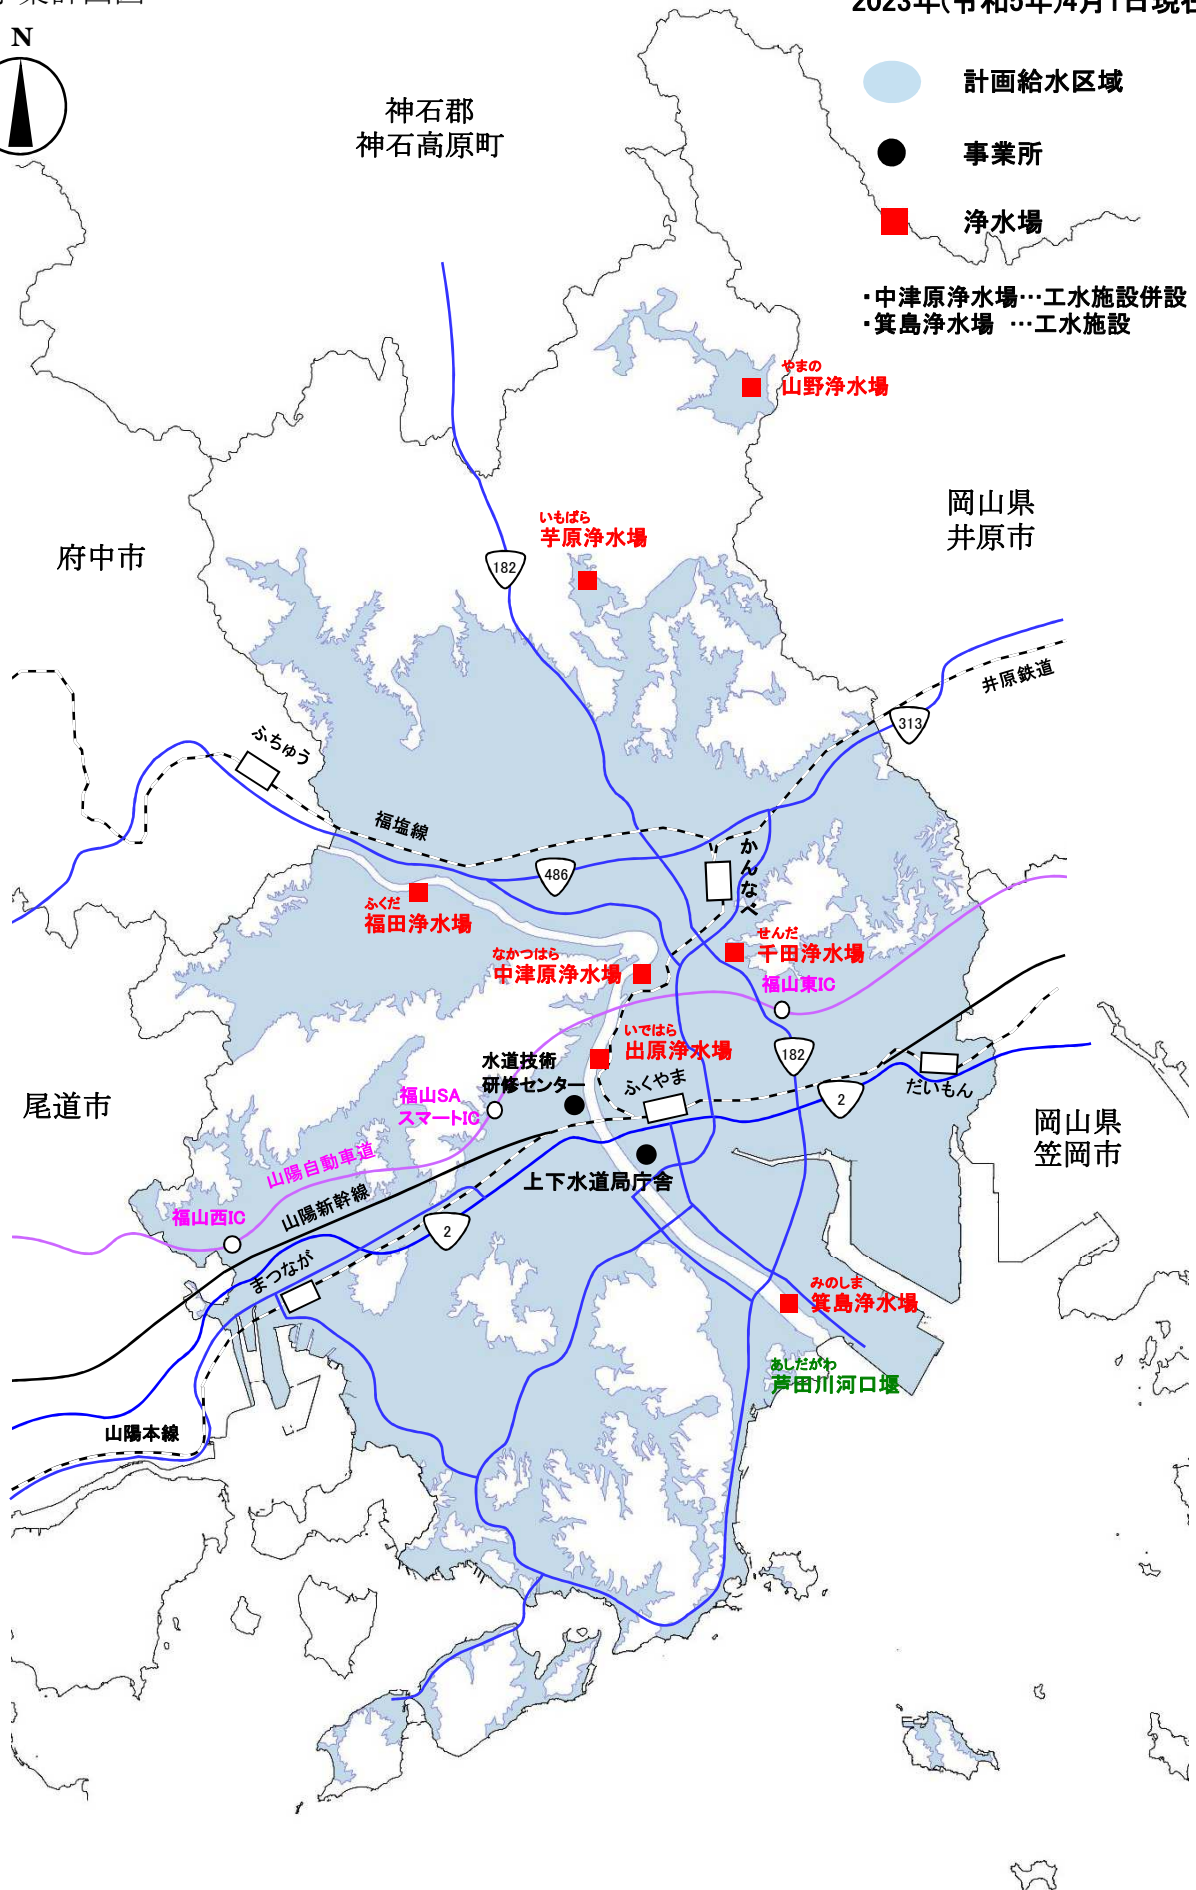 2023年(令和5年)4月1日現在
N
計画給水区域
事業所
浄水場
・中津原浄水場…工水施設併設
・箕島浄水場 …工水施設
神石郡
神石高原町
やまの
山野浄水場
岡山県
井原市
いもばら
芋原浄水場
府中市
182
井原鉄道
313
ふちゅう
福塩線
かんなべ
486
ふくだ
福田浄水場
せんだ
千田浄水場
なかつはら
中津原浄水場
福山東IC
いではら
出原浄水場
182
水道技術
研修センター
ふくやま
だいもん
2
福山SA
スマートIC
尾道市
岡山県
笠岡市
山陽自動車道
上下水道局庁舎
山陽新幹線
福山西IC
2
まつなが
みのしま
箕島浄水場
あしだがわ
芦田川河口堰
山陽本線